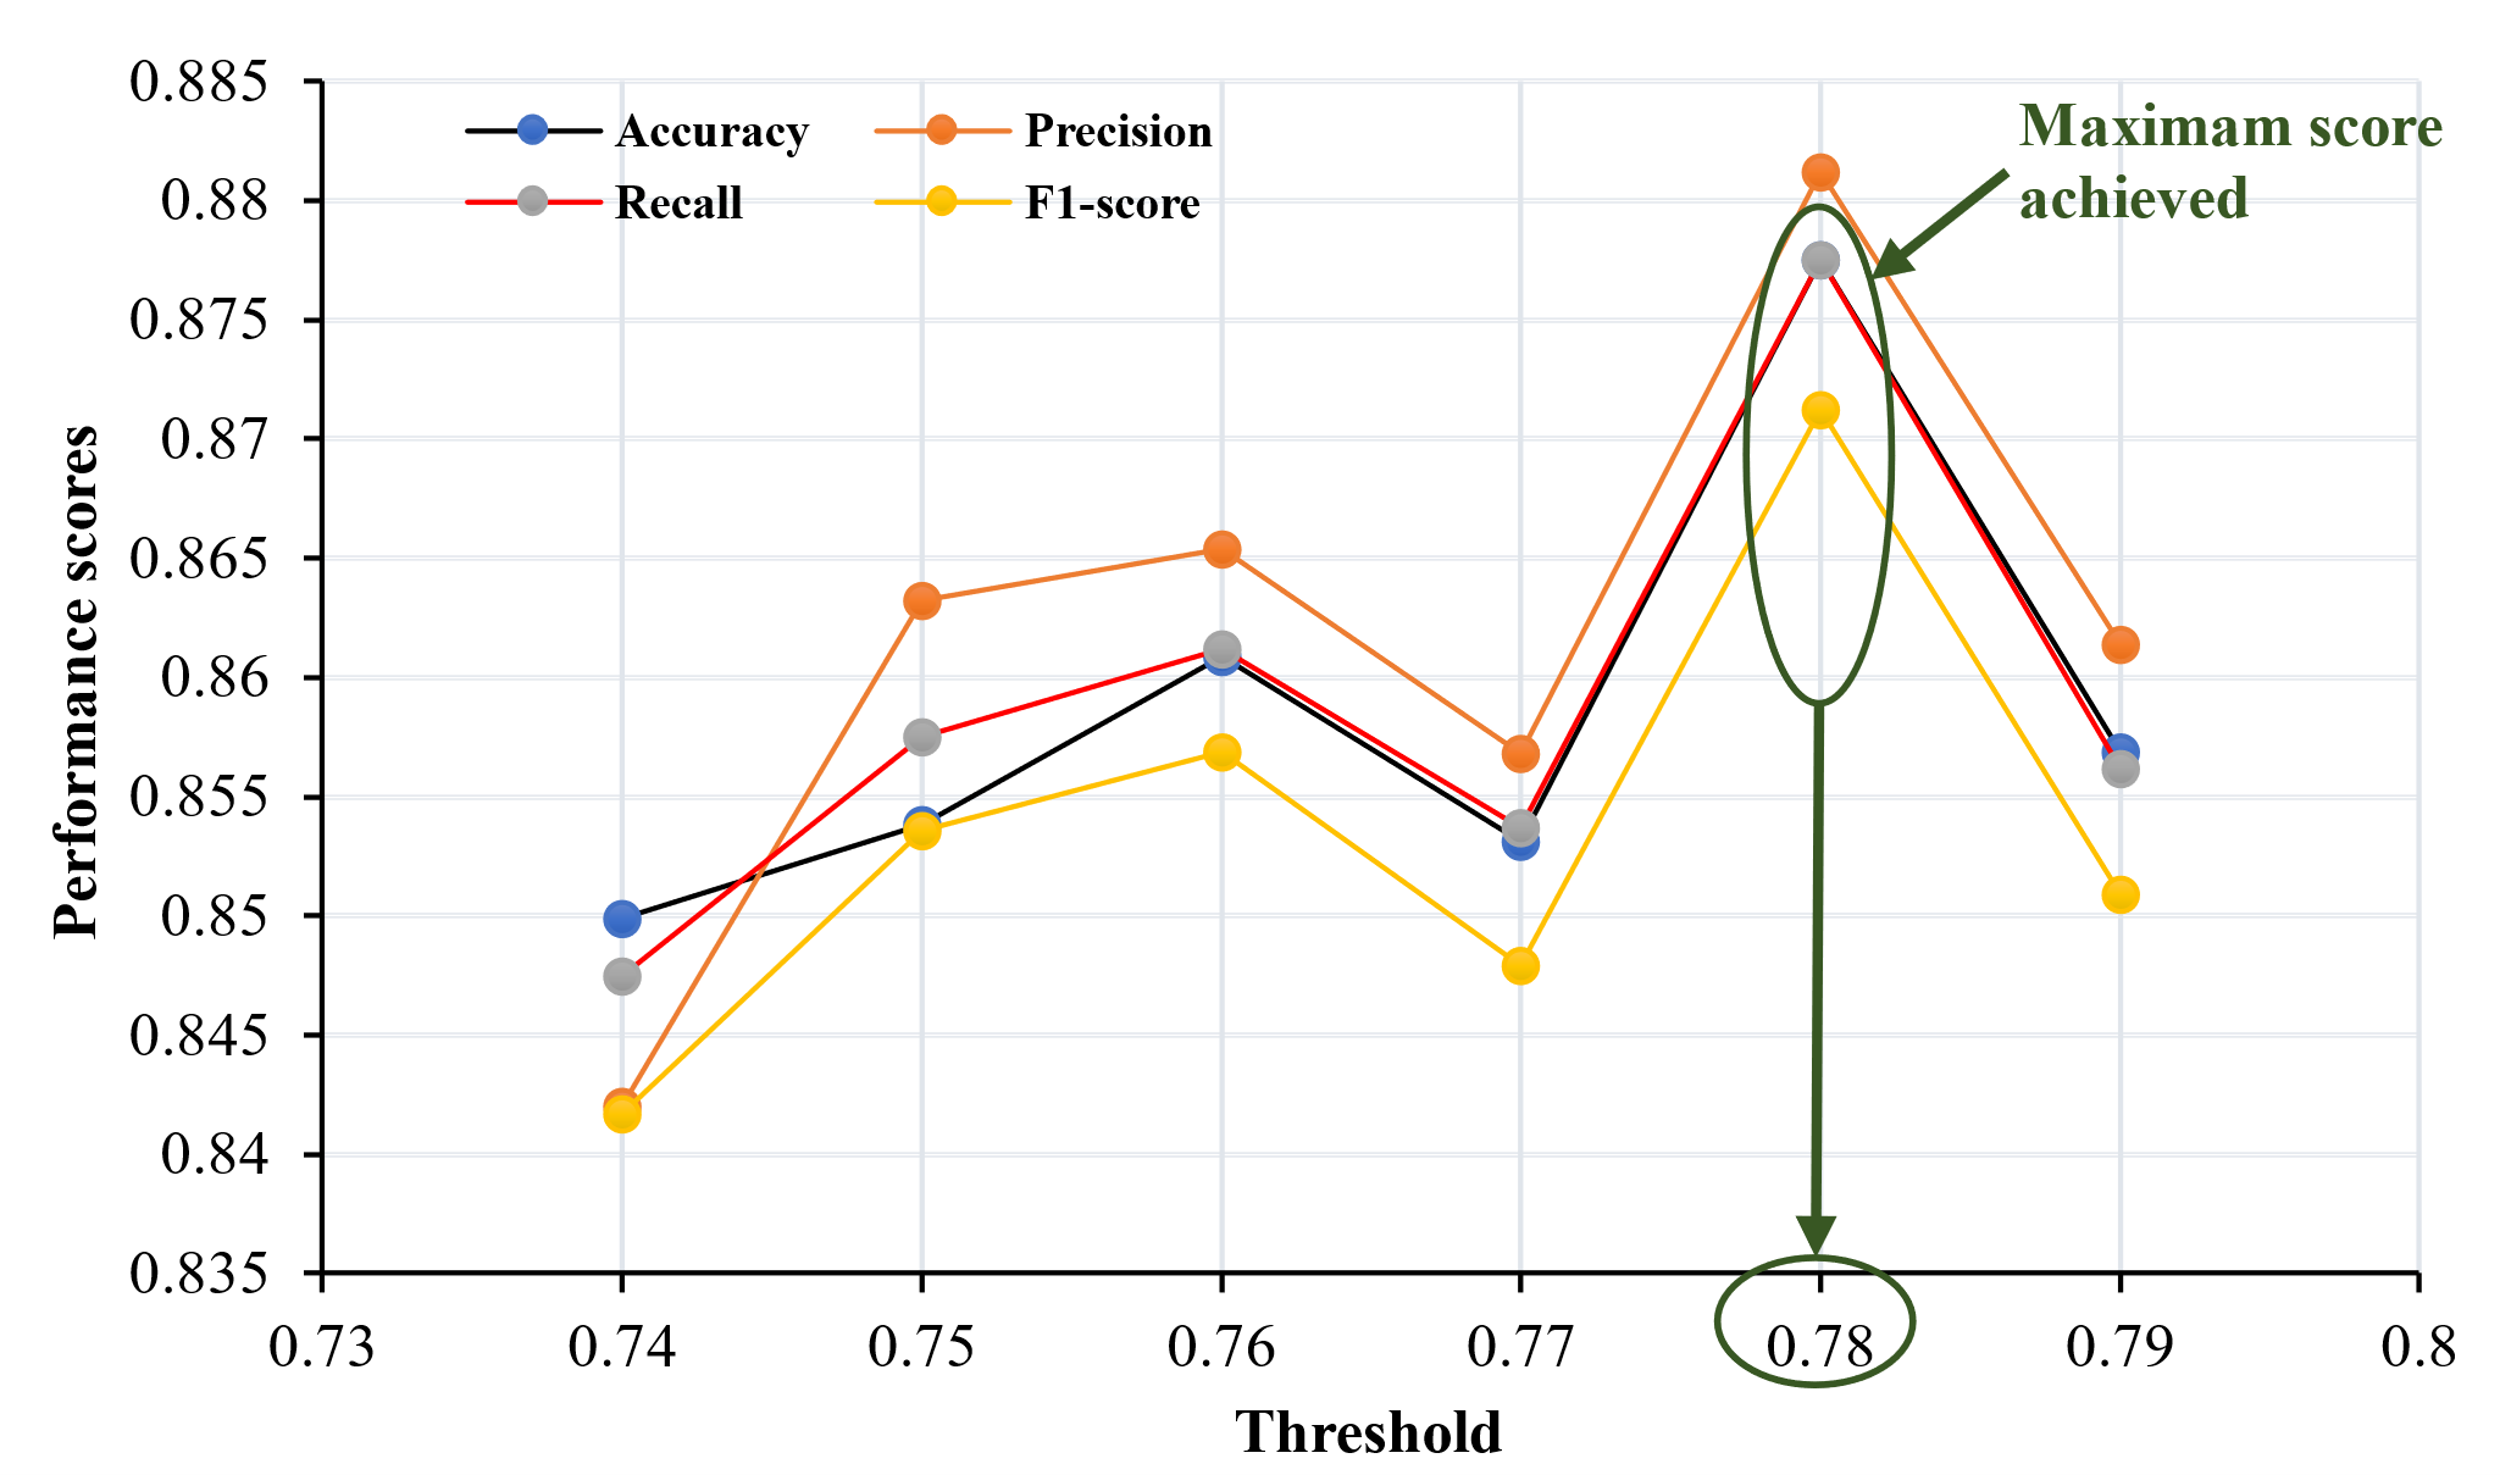 0.885
0.88
0.875
0.87
0.865
0.86
0.855
0.85
0.845
0.84
0.835
Performance scores
Accuracy
Precision
Recall
F1-score
Maximam score
achieved
0.73
0.74
0.75
0.76
0.77
0.78
0.79
0.8
Threshold